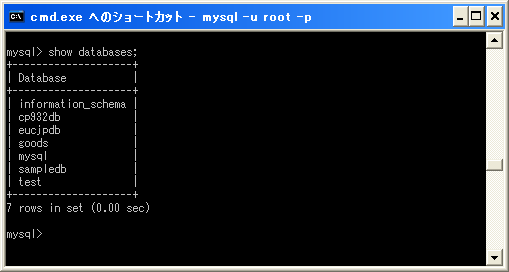 cmd.exe へのショートカット - mysql -u root -p
mysql> show databases;
+--------------------+
| Database           |
+--------------------+
| information_schema |
| cp932db            |
| eucjpdb            |
| goods              |
| mysql              |
| sampledb           |
| test               |
+--------------------+
7 rows in set (0.00 sec)
mysql>